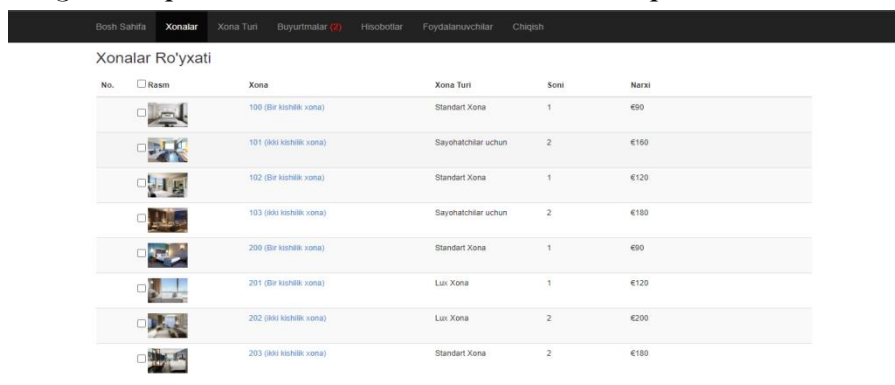 Bosh Sahifa Xonalar Xona Turi Buyurtmalar (2) Hisobotlar Foydalanuvchilar Chiqish
Xonalar Ro'yxati
No. Rasm Xona Xona Turi Soni Narxi
100 (Bir kishilik xona) Standart Xona 1 €90
101 (ikki kishilik xona) Sayohatchilar uchun 2 €160
102 (Bir kishilik xona) Standart Xona 1 €120
103 (ikki kishilik xona) Sayohatchilar uchun 2 €180
200 (Bir kishilik xona) Standart Xona 1 €90
201 (Bir kishilik xona) Lux Xona 1 €120
202 (ikki kishilik xona) Lux Xona 2 €200
203 (ikki kishilik xona) Standart Xona 2 €180